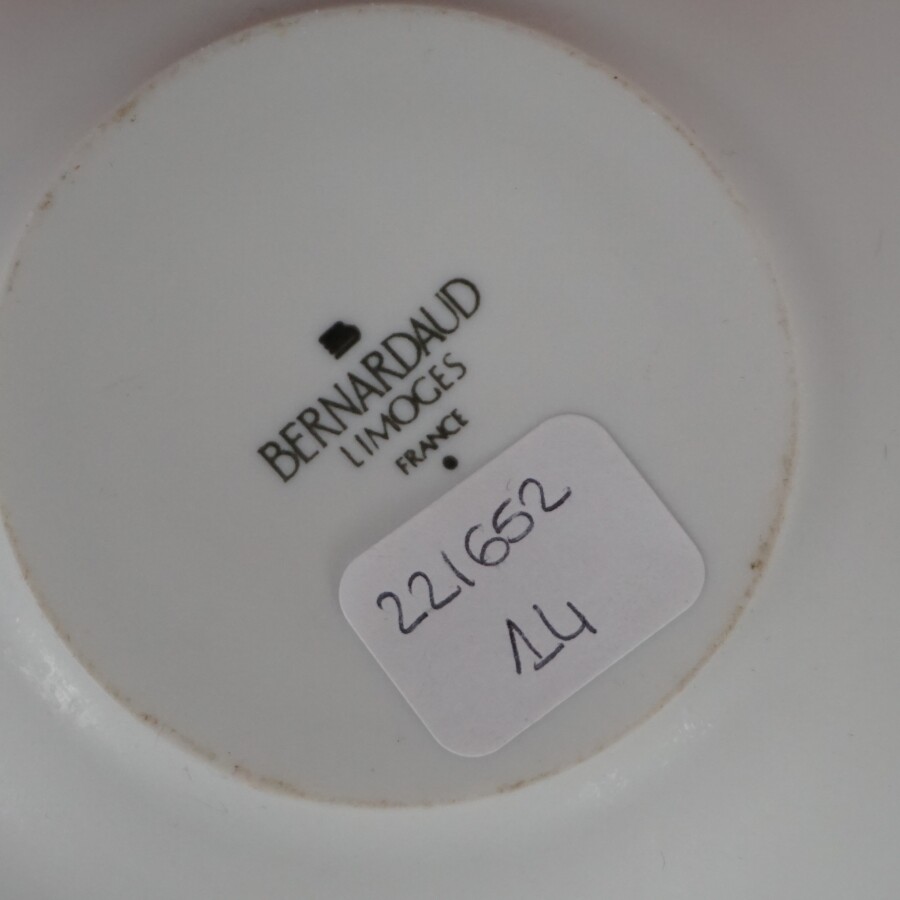 BERNARDAUD
LIMOGES
FRANCE
221652
14